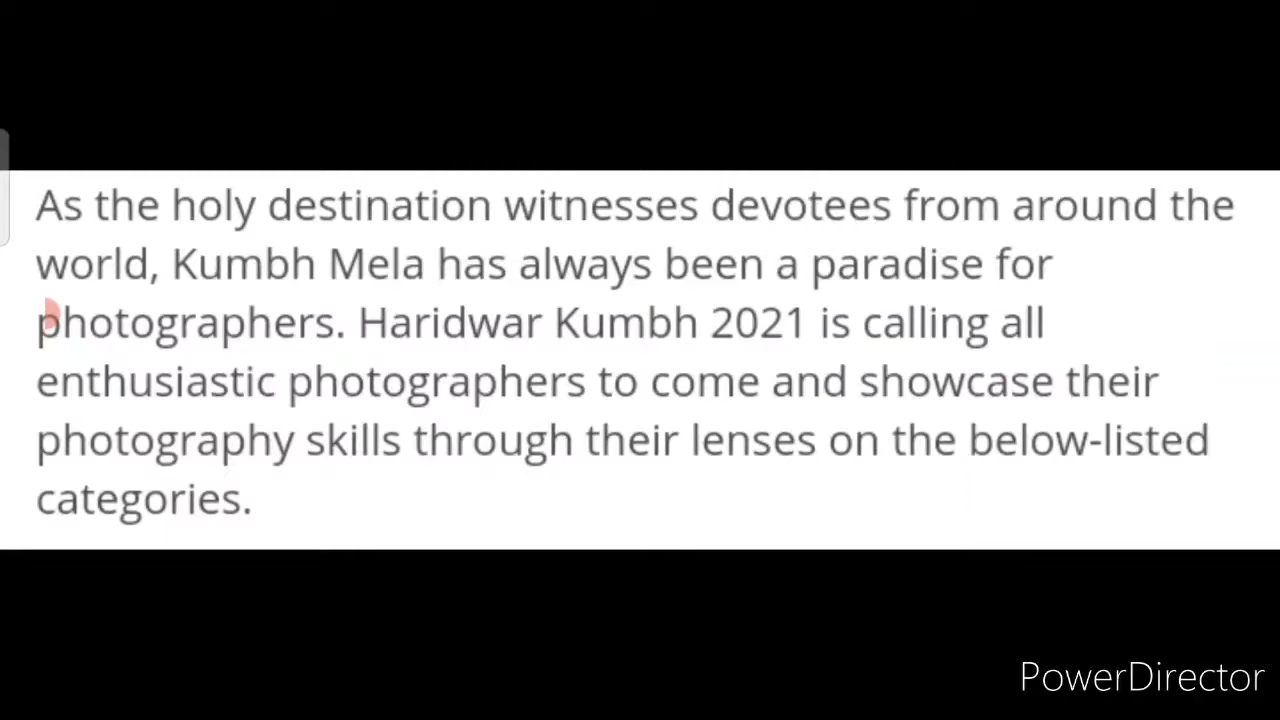 As the holy destination witnesses devotees from around the
world, Kumbh Mela has always been a paradise for
photographers. Haridwar Kumbh 2021 is calling all
enthusiastic photographers to come and showcase their
photography skills through their lenses on the below-listed
categories.
PowerDirector